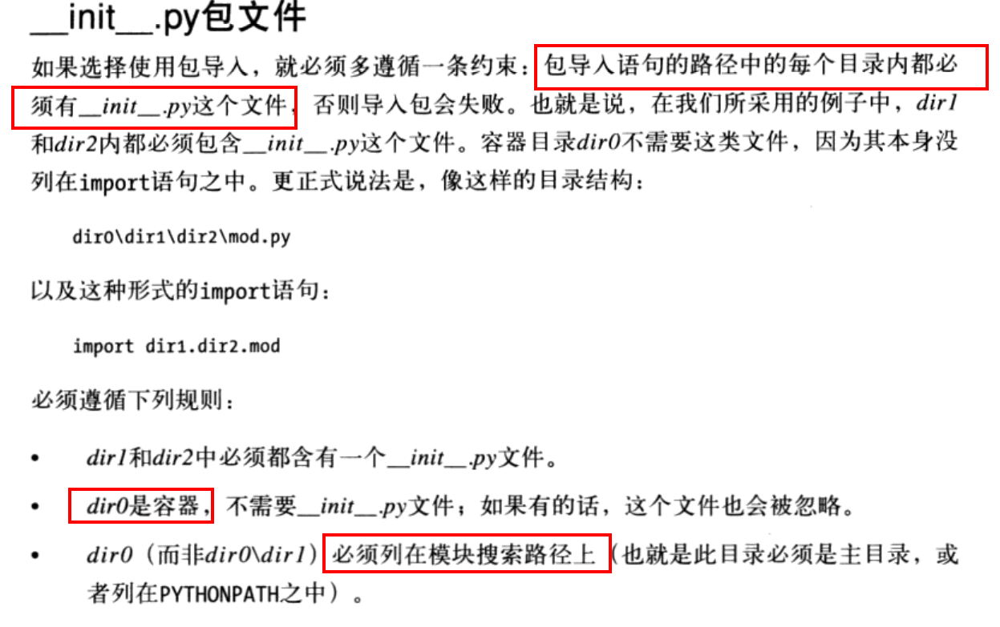 __init__.py包文件
如果选择使用包导入，就必须多遵循一条约束：包导入语句的路径中的每个目录内都必
须有__init__.py这个文件，否则导入包会失败。也就是说，在我们所采用的例子中，dir1
和dir2内都必须包含__init__.py这个文件。容器目录dir0不需要这类文件，因为其本身没
列在import语句之中。更正式说法是，像这样的目录结构：
dir0\dir1\dir2\mod.py
以及这种形式的import语句：
import dir1.dir2.mod
必须遵循下列规则：
• dir1和dir2中必须都含有一个__init__.py文件。
• dir0是容器，不需要__init__.py文件；如果有的话，这个文件也会被忽略。
• dir0（而非dir0\dir1）必须列在模块搜索路径上（也就是此目录必须是主目录，或
者列在PYTHONPATH之中）。